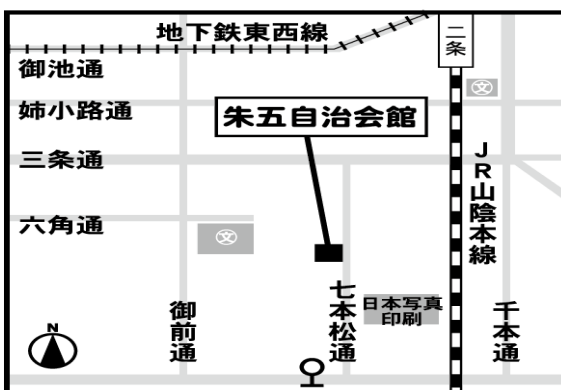 地下鉄東西線
二条
御池通
文
姉小路通
朱五自治会館
三条通
JR山陰本線
六角通
文
御前通
七本松通
日本写真
印刷
千本通
N